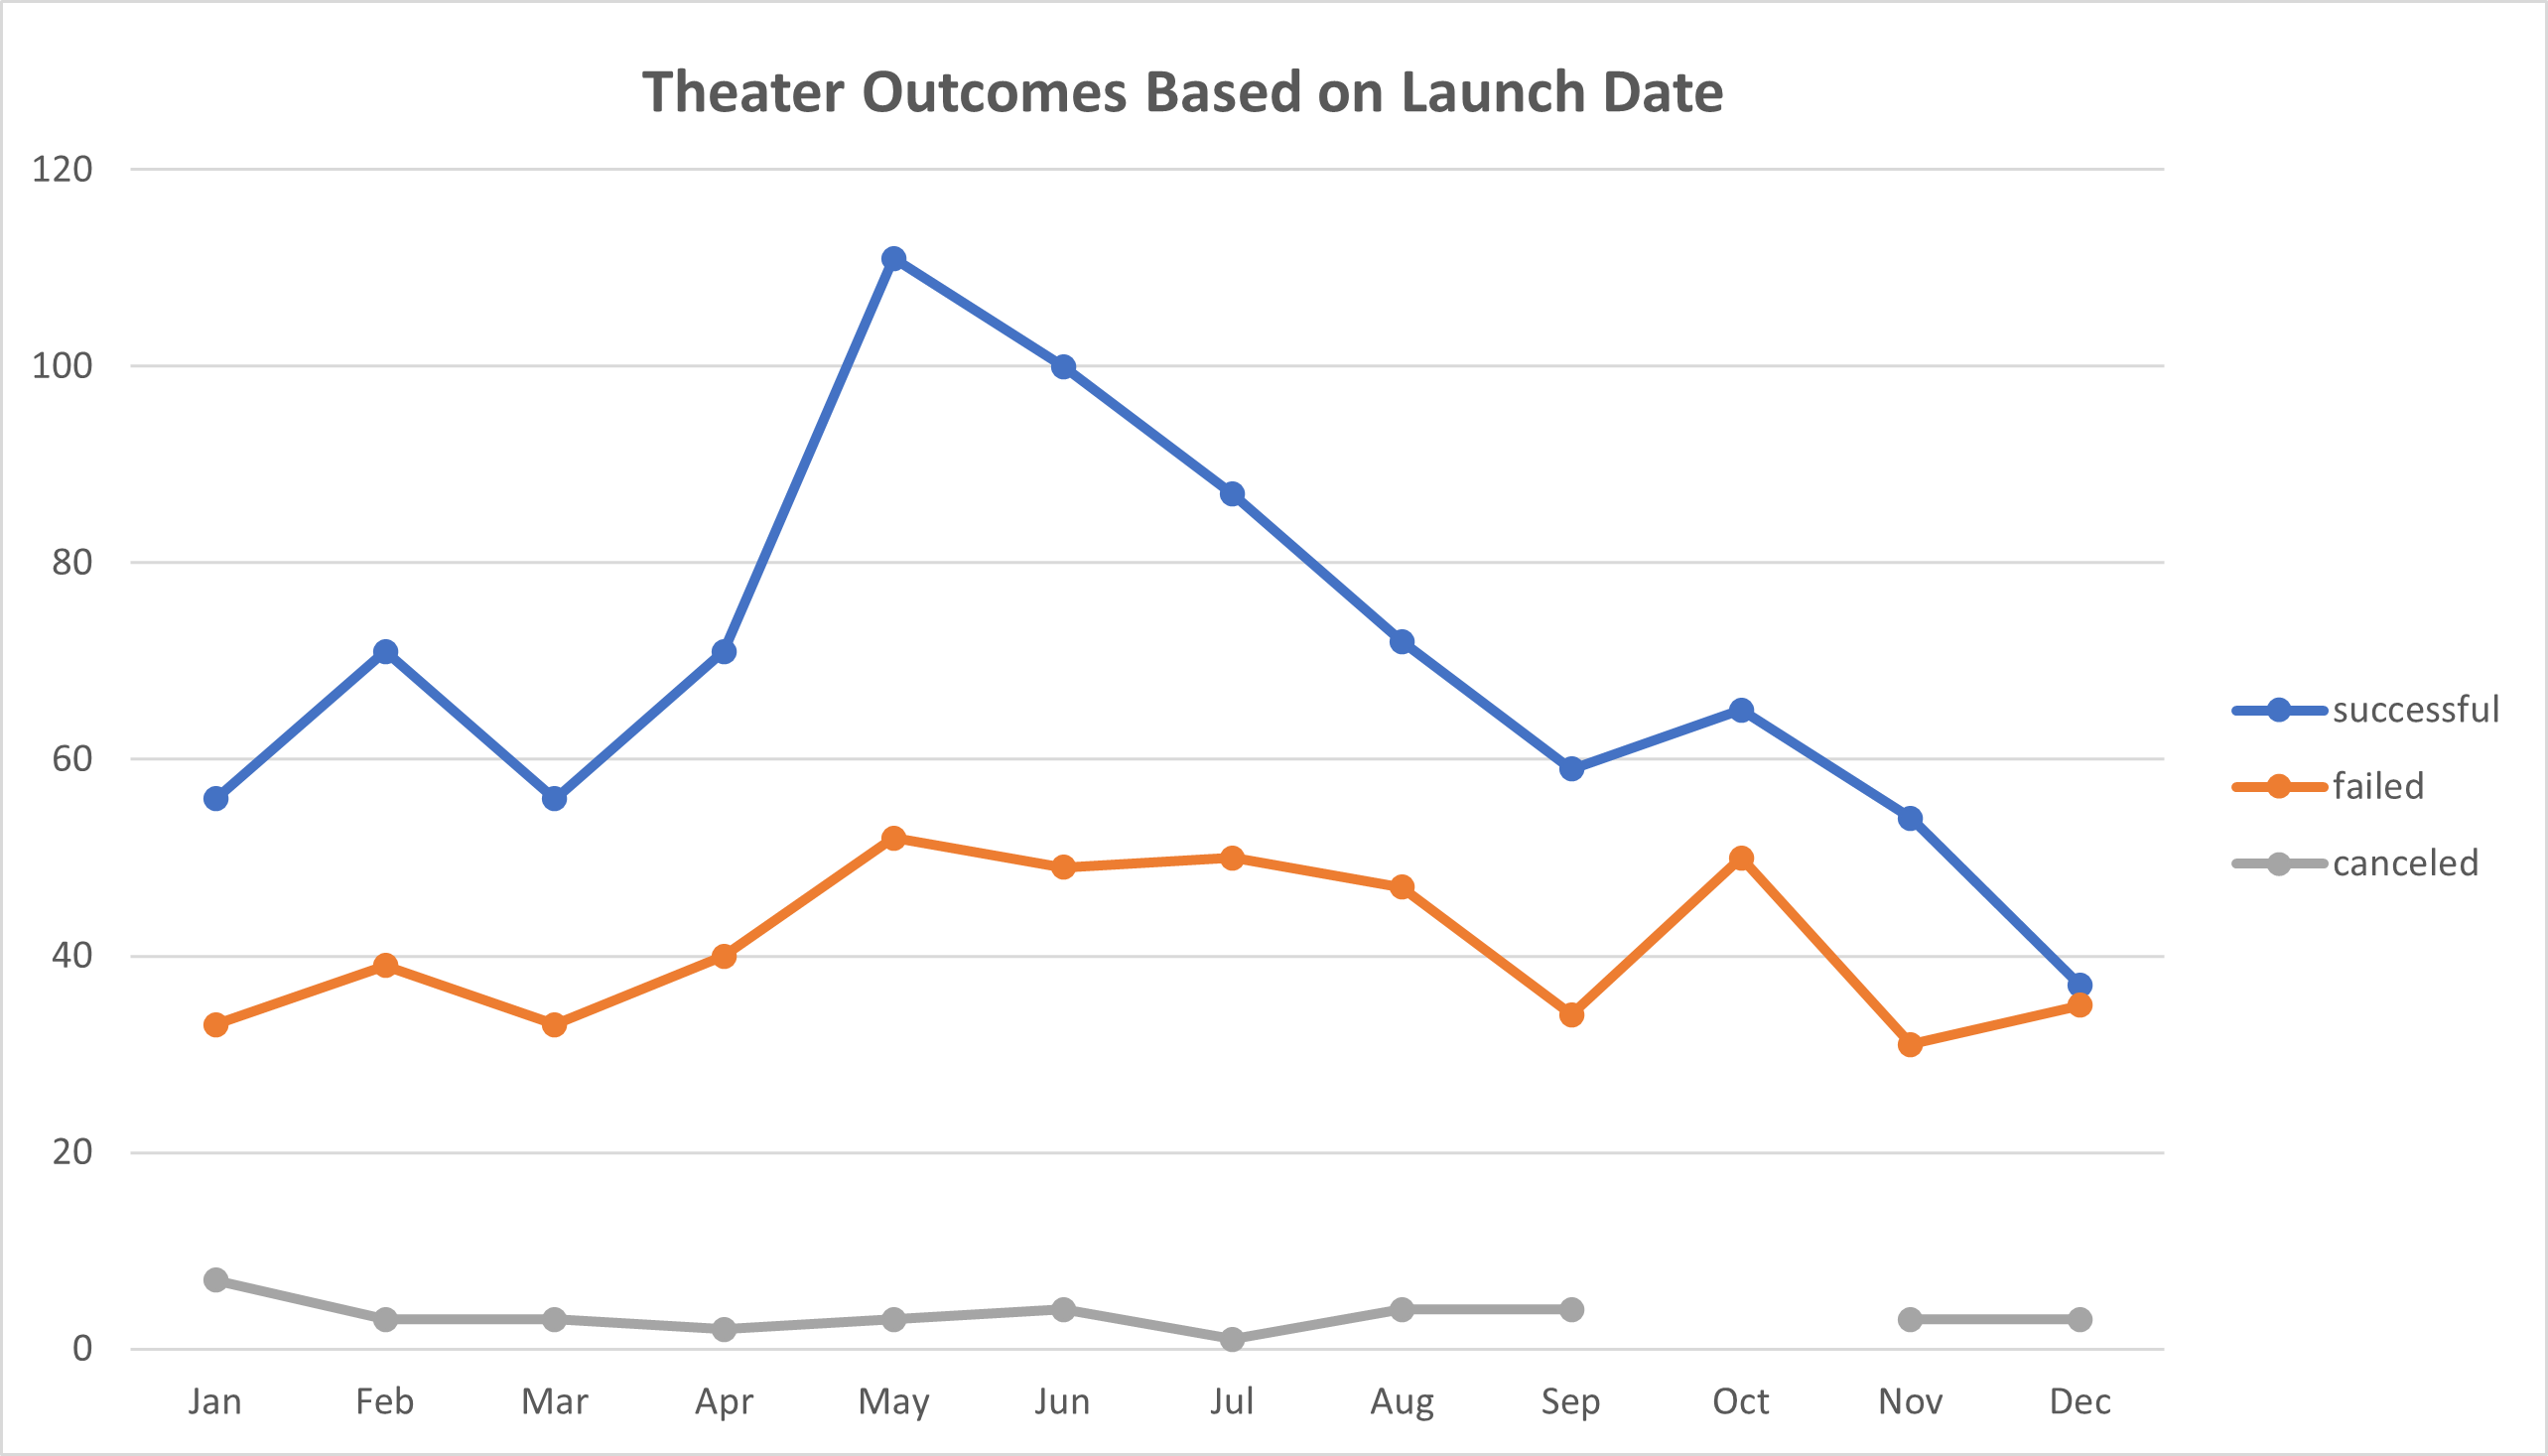 Theater Outcomes Based on Launch Date
120
100
80
60
40
20
0
Jan Feb Mar Apr May Jun Jul Aug Sep Oct Nov Dec
successful
failed
canceled